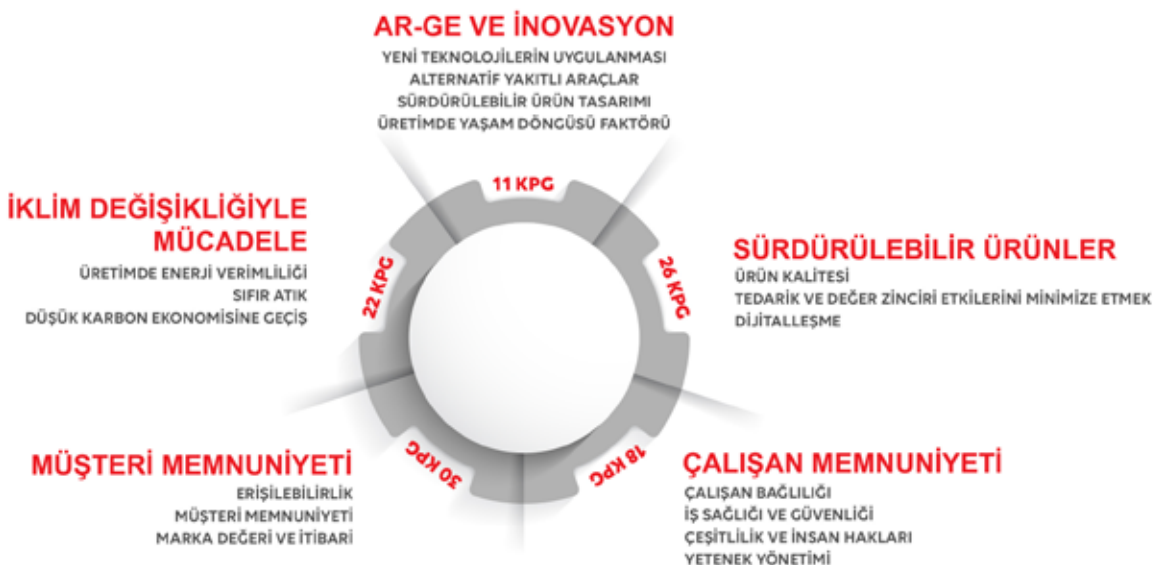 AR-GE VE İNOVASYON
YENİ TEKNOLOJİLERİN UYGULANMASI
ALTERNATİF YAKITLI ARAÇLAR
SÜRDÜRÜLEBİLİR ÜRÜN TASARIMI
ÜRETİMDE YAŞAM DÖNGÜSÜ FAKTÖRÜ
11 KPG
İKLİM DEĞİŞİKLİĞİYLE
MÜCADELE
ÜRETİMDE ENERJİ VERİMLİLİĞİ
SIFIR ATIK
DÜŞÜK KARBON EKONOMİSİNE GEÇİŞ
22 KPG
26 KPG
SÜRDÜRÜLEBİLİR ÜRÜNLER
ÜRÜN KALİTESİ
TEDARİK VE DEĞER ZİNCİRİ ETKİLERİNİ MİNİMİZE ETMEK
DİJİTALLEŞME
MÜŞTERİ MEMNUNİYETİ
ERİŞİLEBİLİRLİK
MÜŞTERİ MEMNUNİYETİ
MARKA DEĞERİ VE İTİBARI
30 KPG
18 KPG
ÇALIŞAN MEMNUNİYETİ
ÇALIŞAN BAĞLILIĞI
İŞ SAĞLIĞI VE GÜVENLİĞİ
ÇEŞİTLİLİK VE İNSAN HAKLARI
YETENEK YÖNETİMİ